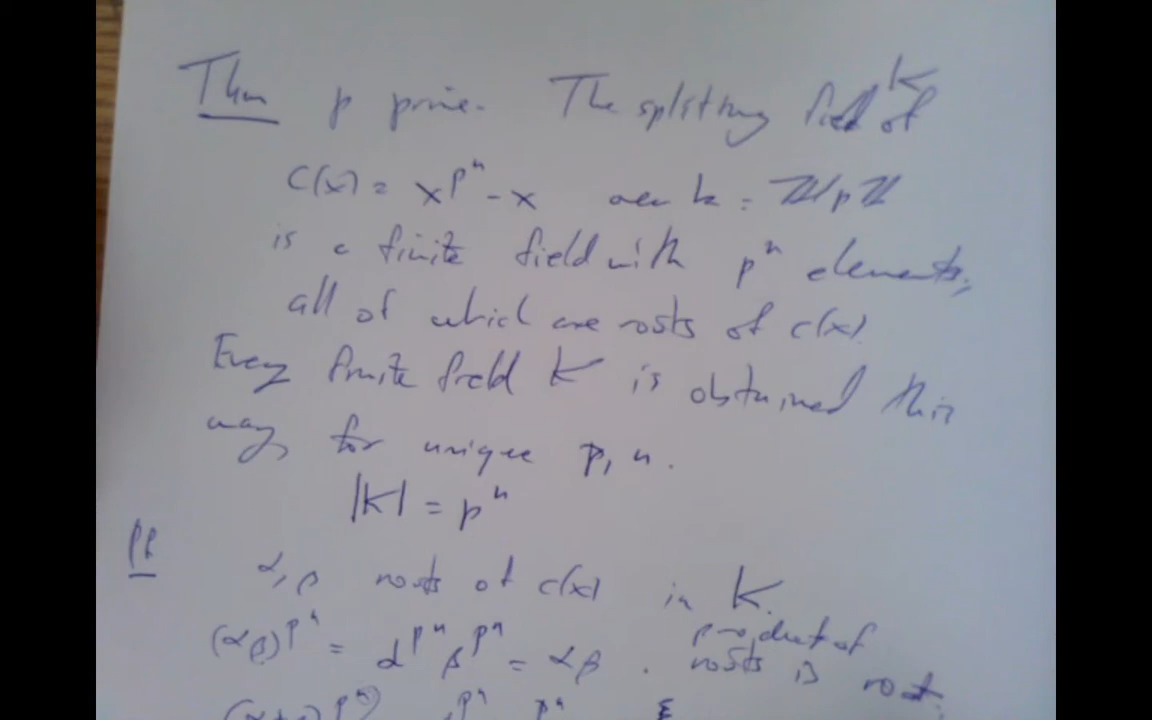 Thm p prime. The splitting field K of
c(x) = x^{p^n} - x over k = ℤ/pℤ
is a finite field with p^n elements,
all of which are roots of c(x).
Every finite field K is obtained this
way for unique p, n.
|K| = p^n
Pf α, β roots of c(x) in K.
(αβ)^{p^n} = α^{p^n} β^{p^n} = αβ. product of
roots is root.